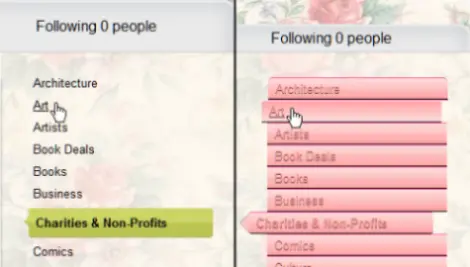 Following 0 people
Architecture
Art
Artists
Book Deals
Books
Business
Charities & Non-Profits
Comics
Following 0 people
Architecture
Art
Artists
Book Deals
Books
Business
Charities & Non-Profits
Comics
Culture